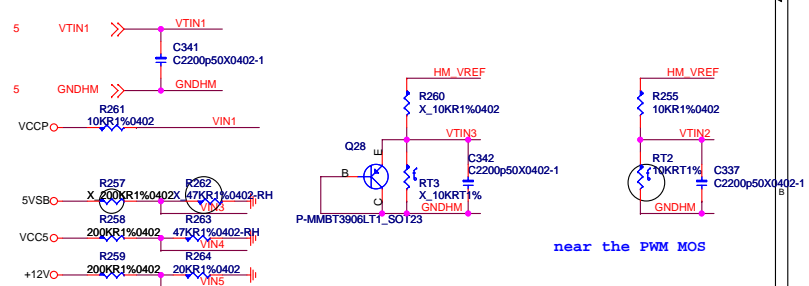 5 VTIN1 VTIN1
C341
C2200p50X0402-1
5 GNDHM GNDHM
R261
VCCP 10KR1%0402 VIN1
R257 R262
5VSB X_200KR1%0402 X_47KR1%0402-RH
VIN3
R258 R263
VCC5 200KR1%0402 47KR1%0402-RH
VIN4
R259 R264
+12V 200KR1%0402 20KR1%0402
VIN5
HM_VREF
R260
X_10KR1%0402
VTIN3
Q28
E
B
C
C342
C2200p50X0402-1
RT3
X_10KRT1%
GNDHM
P-MMBT3906LT1_SOT23
HM_VREF
R255
10KR1%0402
VTIN2
RT2
10KRT1%
C337
C2200p50X0402-1
GNDHM
near the PWM MOS
B